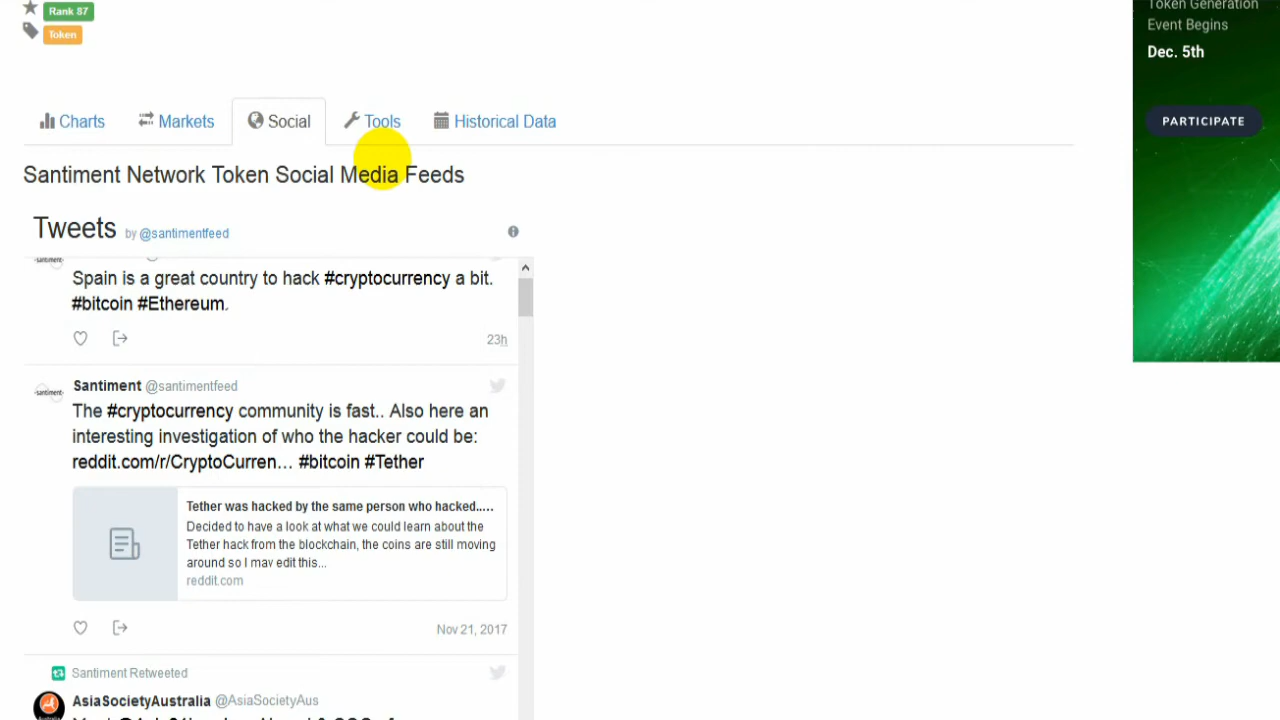 Rank 87
Token
Token Generation
Event Begins
Dec. 5th
PARTICIPATE
Charts
Markets
Social
Tools
Historical Data
Santiment Network Token Social Media Feeds
Tweets by @santimentfeed
-santiment-
Spain is a great country to hack #cryptocurrency a bit.
#bitcoin #Ethereum.
23h
-santiment-
Santiment @santimentfeed
The #cryptocurrency community is fast.. Also here an
interesting investigation of who the hacker could be:
reddit.com/r/CryptoCurren… #bitcoin #Tether
Tether was hacked by the same person who hacked.....
Decided to have a look at what we could learn about the
Tether hack from the blockchain, the coins are still moving
around so I may edit this...
reddit.com
Nov 21, 2017
Santiment Retweeted
AsiaSocietyAustralia @AsiaSocietyAus